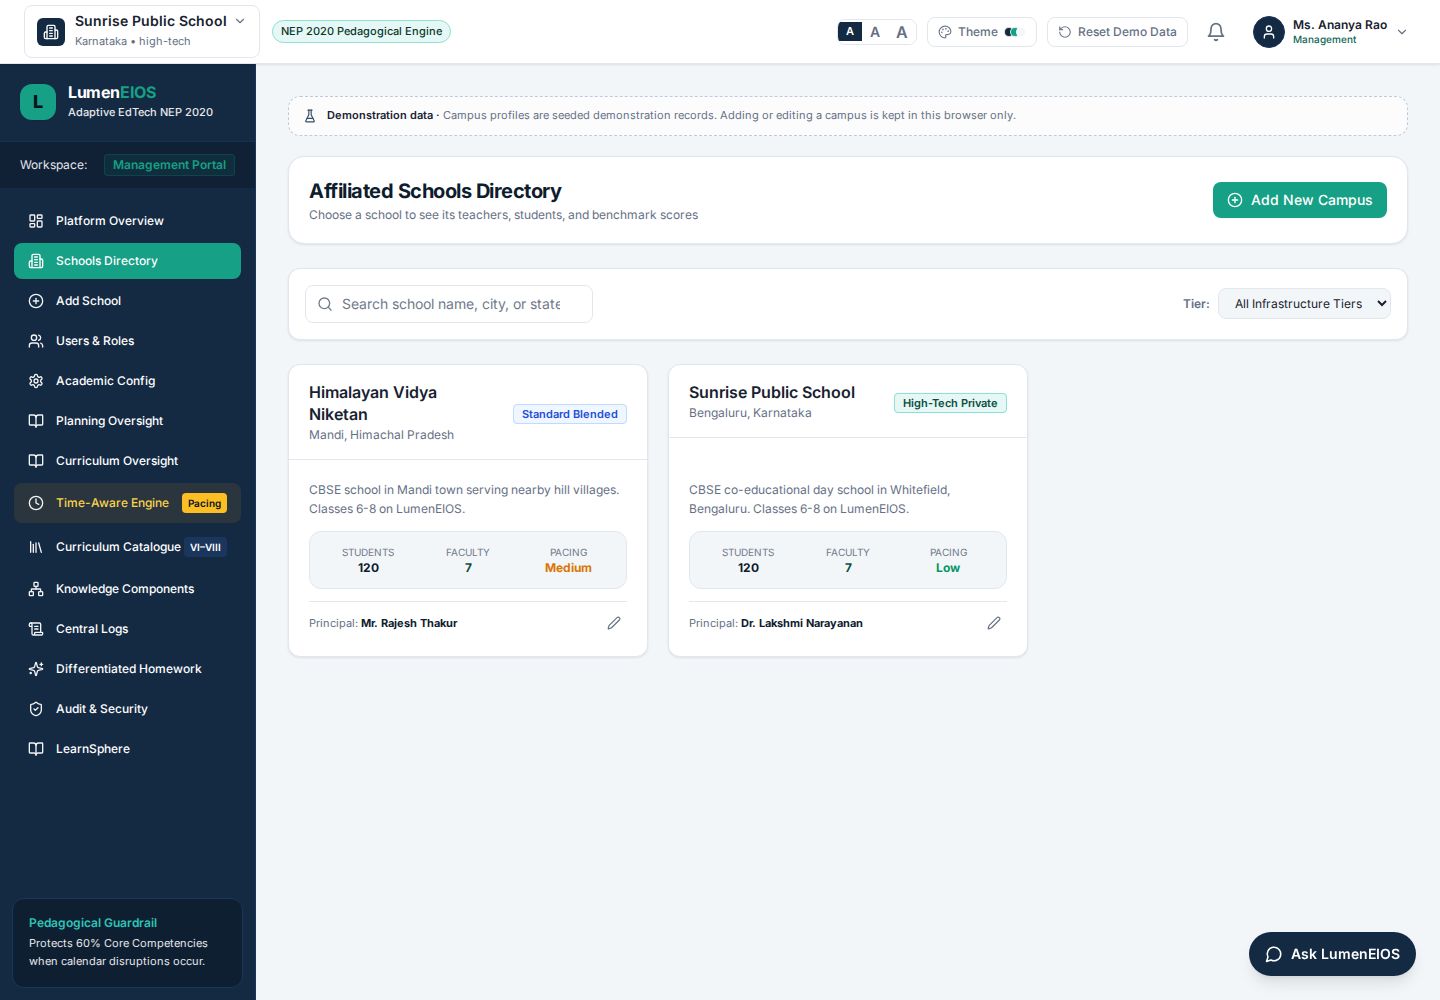 Sunrise Public School
Karnataka • high-tech
NEP 2020 Pedagogical Engine
A A A
Theme
Reset Demo Data
Ms. Ananya Rao
Management
L
LumenEIOS
Adaptive EdTech NEP 2020
Workspace: Management Portal
Platform Overview
Schools Directory
Add School
Users & Roles
Academic Config
Planning Oversight
Curriculum Oversight
Time-Aware Engine Pacing
Curriculum Catalogue VI–VIII
Knowledge Components
Central Logs
Differentiated Homework
Audit & Security
LearnSphere
Pedagogical Guardrail
Protects 60% Core Competencies
when calendar disruptions occur.
Demonstration data · Campus profiles are seeded demonstration records. Adding or editing a campus is kept in this browser only.
Affiliated Schools Directory
Choose a school to see its teachers, students, and benchmark scores
Add New Campus
Search school name, city, or state
Tier: All Infrastructure Tiers
Himalayan Vidya
Niketan
Mandi, Himachal Pradesh
Standard Blended
CBSE school in Mandi town serving nearby hill villages.
Classes 6-8 on LumenEIOS.
STUDENTS FACULTY PACING
120 7 Medium
Principal: Mr. Rajesh Thakur
Sunrise Public School
Bengaluru, Karnataka
High-Tech Private
CBSE co-educational day school in Whitefield,
Bengaluru. Classes 6-8 on LumenEIOS.
STUDENTS FACULTY PACING
120 7 Low
Principal: Dr. Lakshmi Narayanan
Ask LumenEIOS